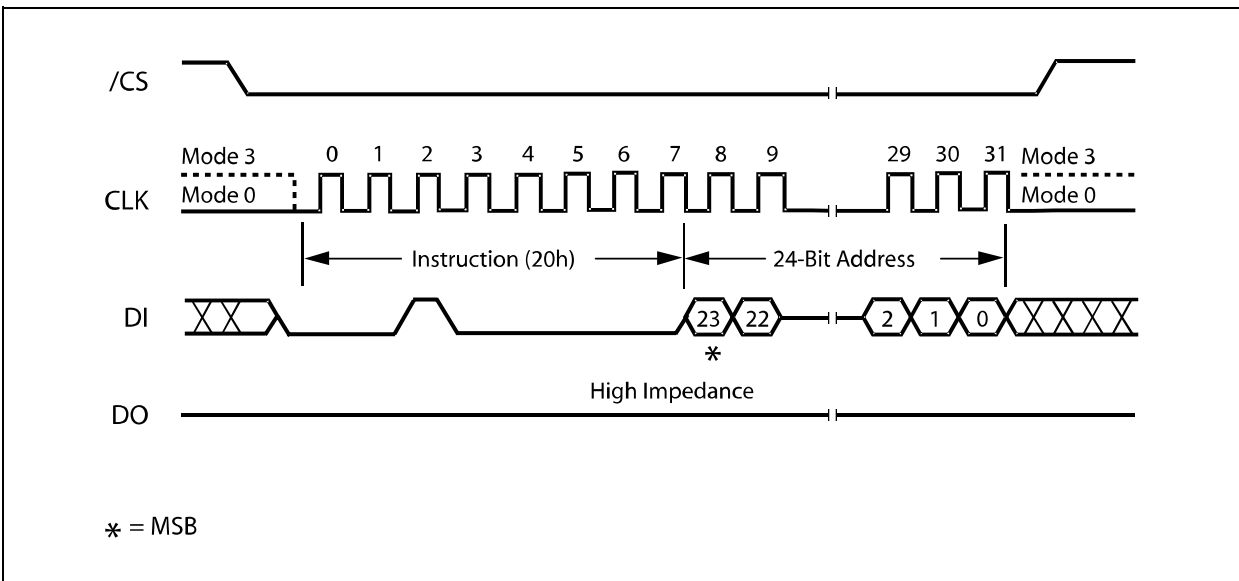 /CS
Mode 3 0 1 2 3 4 5 6 7 8 9 29 30 31 Mode 3
CLK Mode 0 Mode 0
Instruction (20h) 24-Bit Address
DI 23 22 2 1 0
*
High Impedance
DO
* = MSB